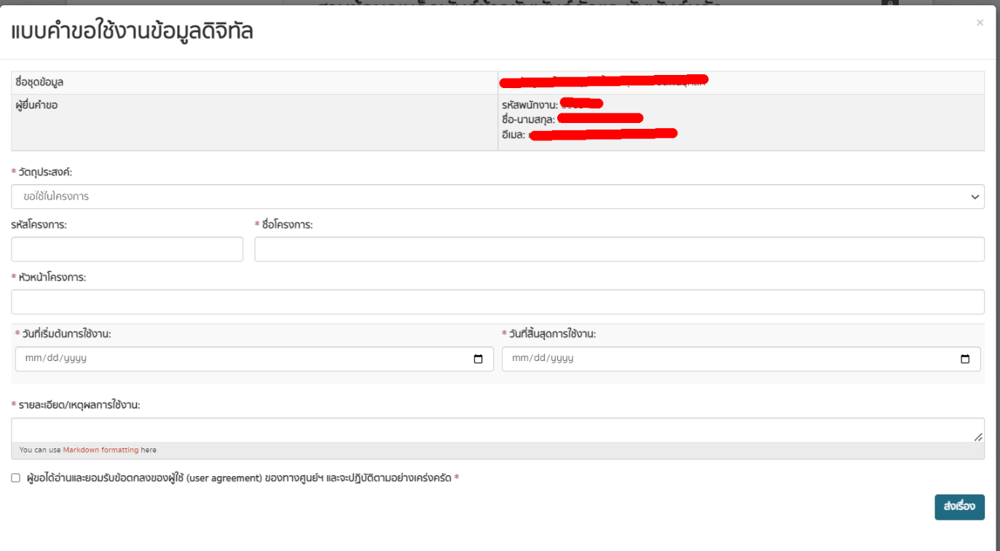 แบบคำขอใช้งานข้อมูลดิจิทัล
×
ชื่อชุดข้อมูล
ผู้ยื่นคำขอ
รหัสพนักงาน:
ชื่อ-นามสกุล:
อีเมล:
* วัตถุประสงค์:
ขอใช้ในโครงการ
รหัสโครงการ:
* ชื่อโครงการ:
* หัวหน้าโครงการ:
* วันที่เริ่มต้นการใช้งาน:
* วันที่สิ้นสุดการใช้งาน:
mm/dd/yyyy
mm/dd/yyyy
* รายละเอียด/เหตุผลการใช้งาน:
You can use Markdown formatting here
ผู้ขอได้อ่านและยอมรับข้อตกลงของผู้ใช้ (user agreement) ของทางศูนย์ฯ และจะปฏิบัติตามอย่างเคร่งครัด *
ส่งเรื่อง